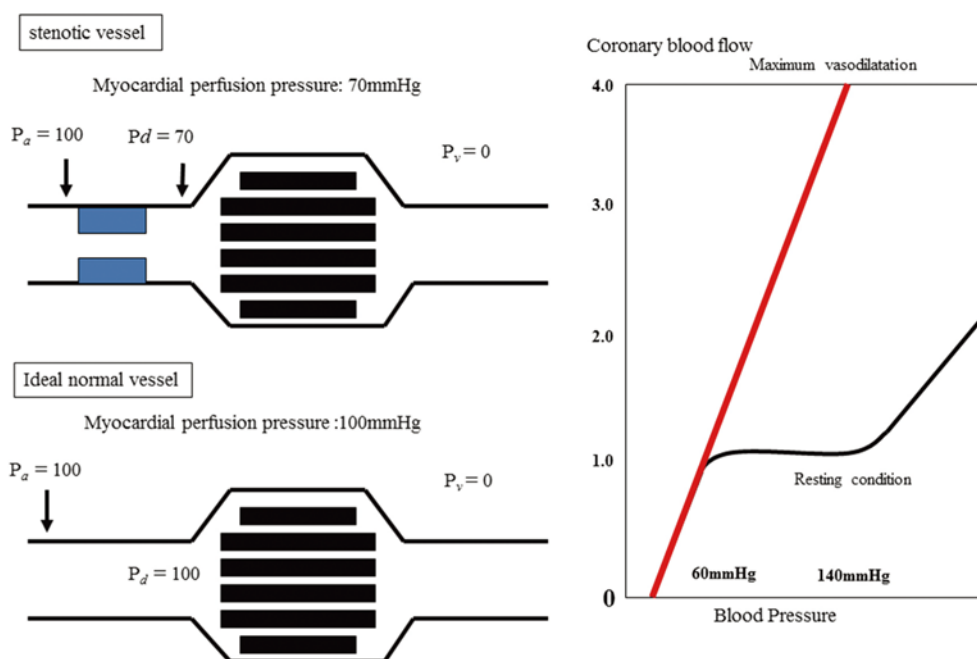 stenotic vessel
Myocardial perfusion pressure: 70mmHg
Pa = 100
Pd = 70
Pv = 0
Ideal normal vessel
Myocardial perfusion pressure :100mmHg
Pa = 100
Pv = 0
Pd = 100
Coronary blood flow
Maximum vasodilatation
4.0
3.0
2.0
1.0
Resting condition
60mmHg
140mmHg
0
Blood Pressure